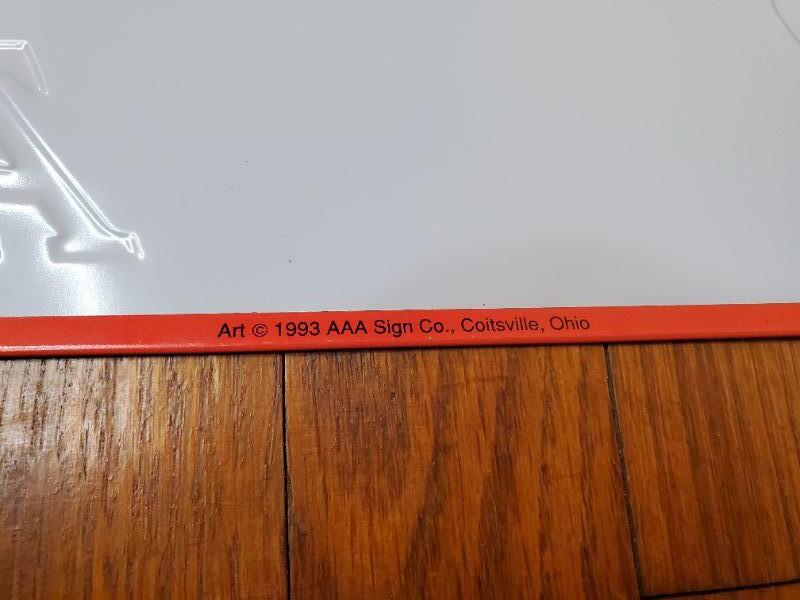 A
Art © 1993 AAA Sign Co., Coitsville, Ohio